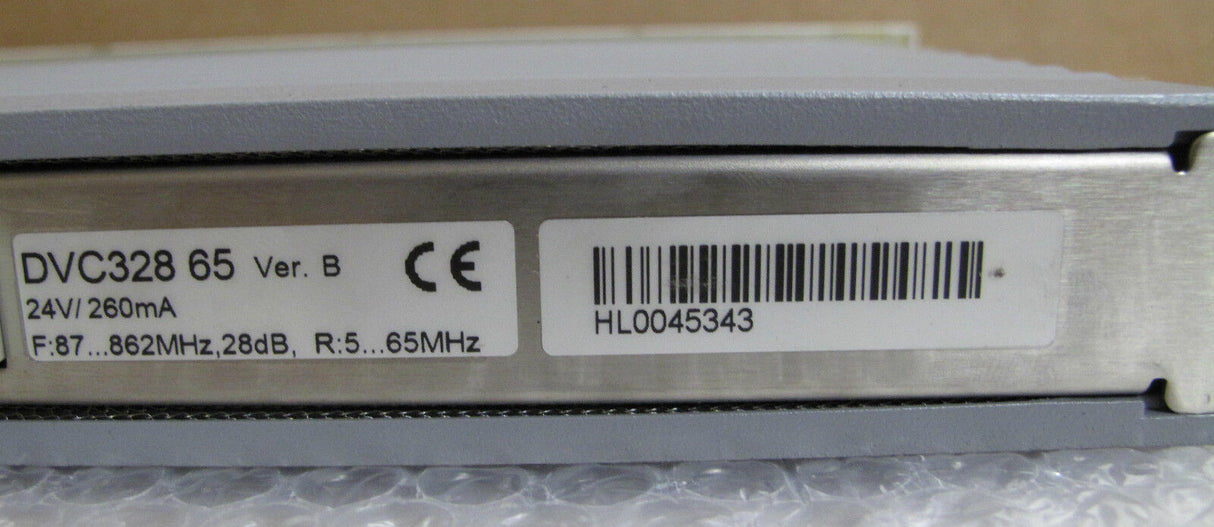 DVC328 65 Ver. B CE
24V/ 260mA
F:87...862MHz,28dB, R:5...65MHz
HL0045343